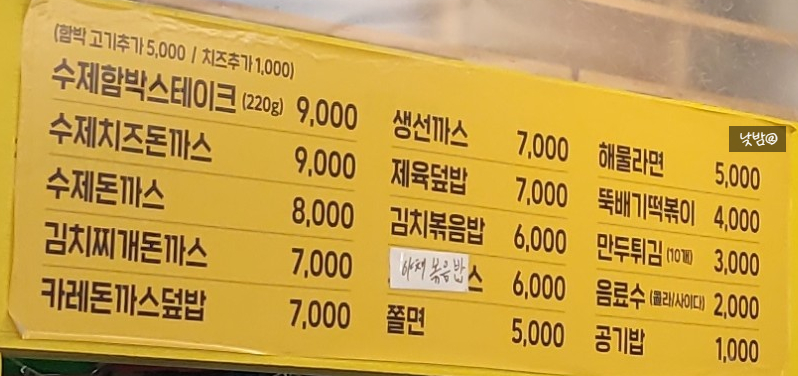 (함박 고기추가 5,000 / 치즈추가 1,000)
수제함박스테이크 (220g) 9,000
수제치즈돈까스 9,000
수제돈까스 8,000
김치찌개돈까스 7,000
카레돈까스덮밥 7,000
생선까스 7,000
제육덮밥 7,000
김치볶음밥 6,000
야채볶음밥 스 6,000
쫄면 5,000
해물라면 5,000
뚝배기떡볶이 4,000
만두튀김 (10개) 3,000
음료수 (콜라/사이다) 2,000
공기밥 1,000
낮밤@